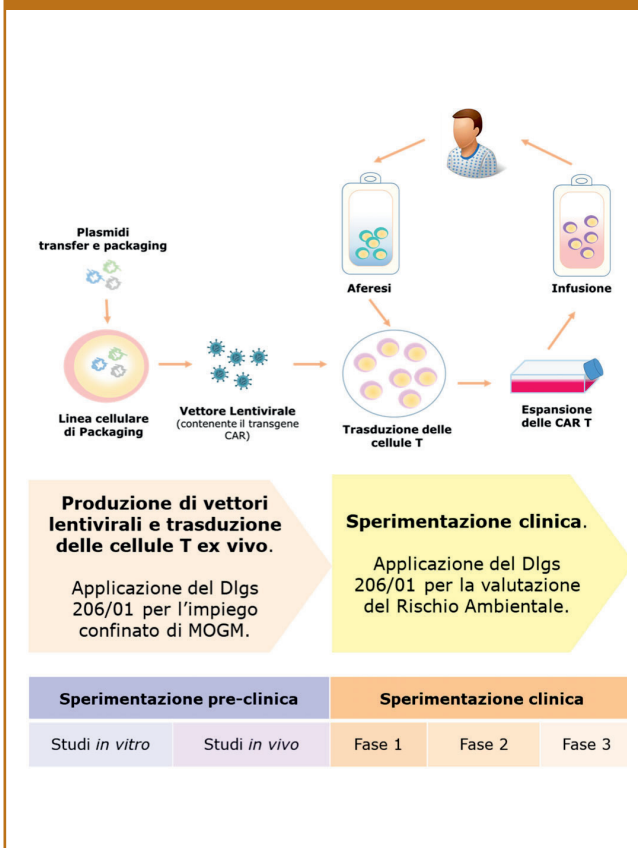 Plasmidi
transfer e packaging
Aferesi
Infusione
Linea cellulare
di Packaging
Vettore Lentivirale
(contenente il transgene
CAR)
Trasduzione delle
cellule T
Espansione
delle CAR T
Produzione di vettori
lentivirali e trasduzione
delle cellule T ex vivo.
Applicazione del Dlgs
206/01 per l'impiego
confinato di MOGM.
Sperimentazione clinica.
Applicazione del Dlgs
206/01 per la valutazione
del Rischio Ambientale.
Sperimentazione pre-clinica
Sperimentazione clinica
Studi in vitro
Studi in vivo
Fase 1
Fase 2
Fase 3